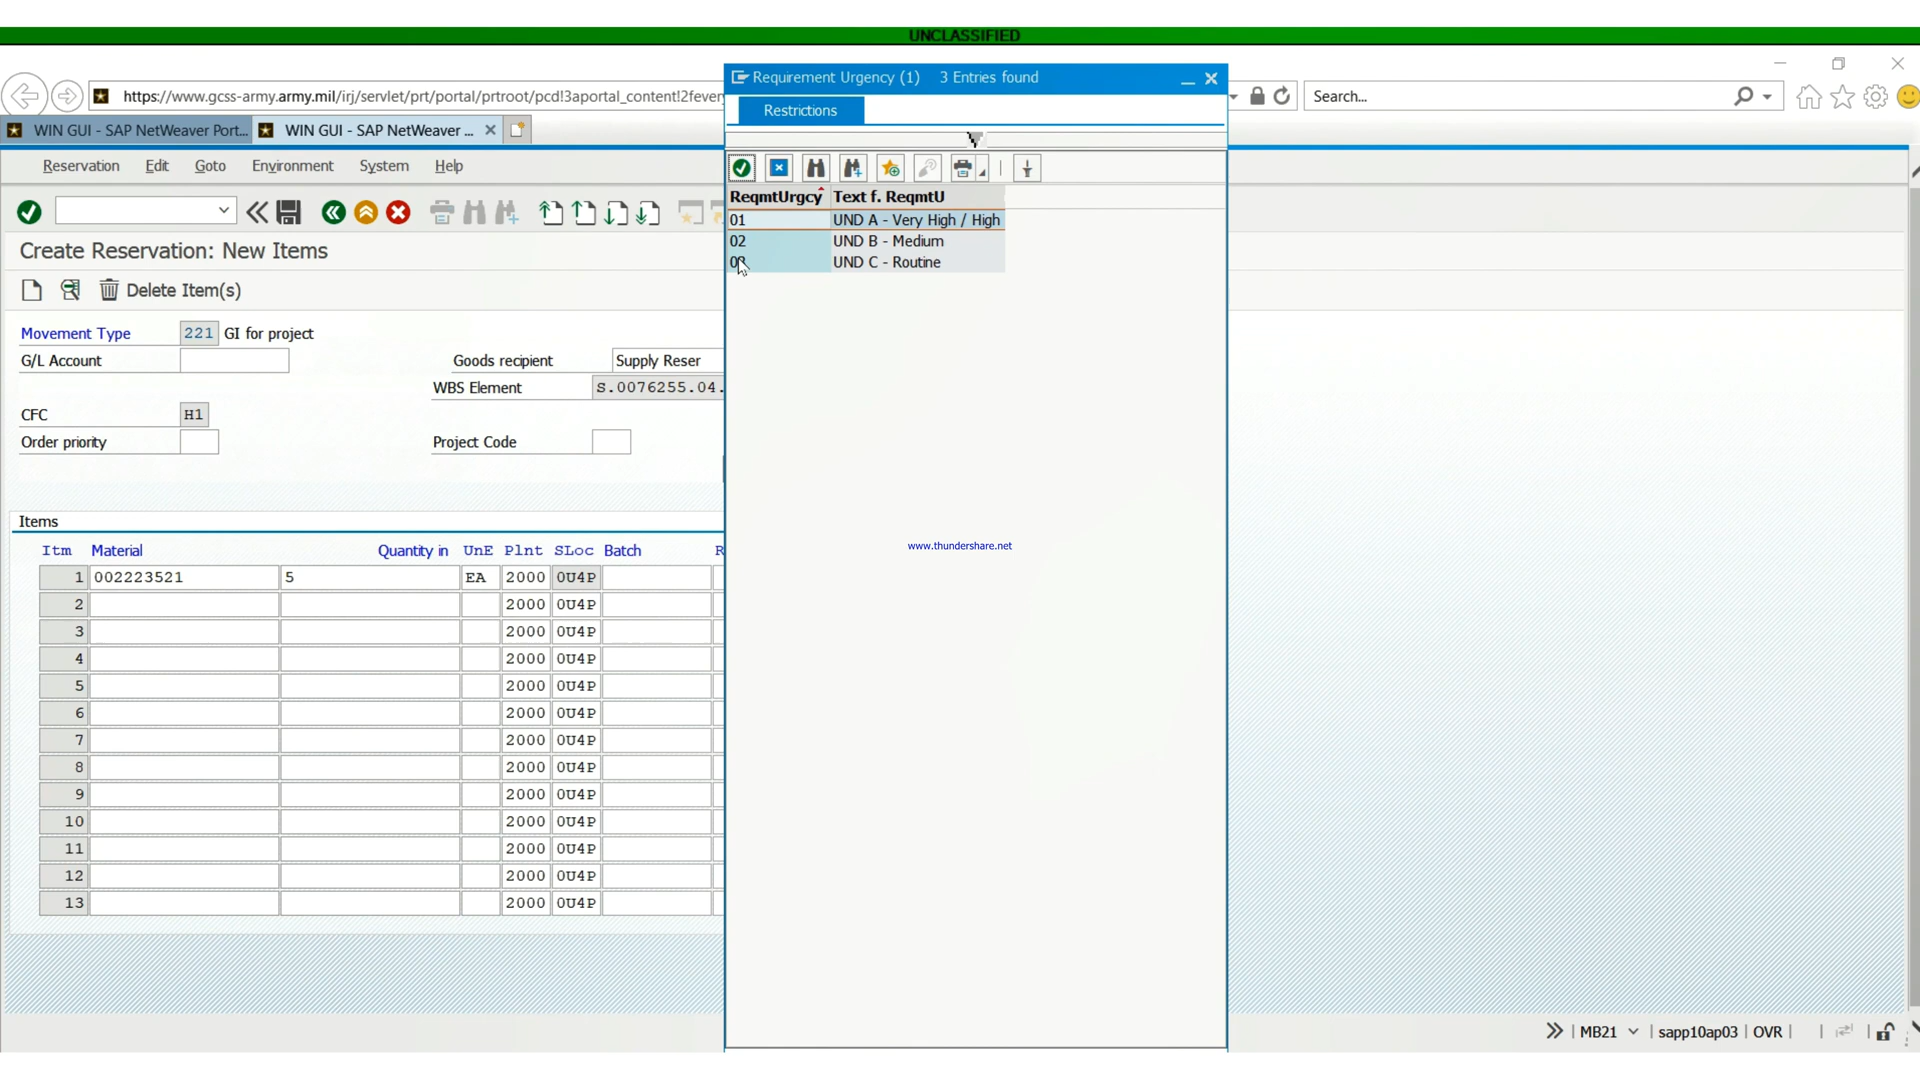 UNCLASSIFIED
Requirement Urgency (1) 3 Entries found
Restrictions
https://www.gcss-army.army.mil/irj/servlet/prt/portal/prtroot/pcd!3aportal_content!2fevery
Search...
WIN GUI - SAP NetWeaver Port...
WIN GUI - SAP NetWeaver ...
Reservation Edit Goto Environment System Help
ReqmtUrgcy Text f. ReqmtU
01 UND A - Very High / High
02 UND B - Medium
UND C - Routine
Create Reservation: New Items
Delete Item(s)
Movement Type 221 GI for project
G/L Account
Goods recipient Supply Reser
WBS Element S.0076255.04.
CFC H1
Order priority
Project Code
www.thundershare.net
Items
Itm Material Quantity in UnE Plnt SLoc Batch R
1 002223521 5 EA 2000 0U4P
2 2000 0U4P
3 2000 0U4P
4 2000 0U4P
5 2000 0U4P
6 2000 0U4P
7 2000 0U4P
8 2000 0U4P
9 2000 0U4P
10 2000 0U4P
11 2000 0U4P
12 2000 0U4P
13 2000 0U4P
MB21 sapp10ap03 OVR